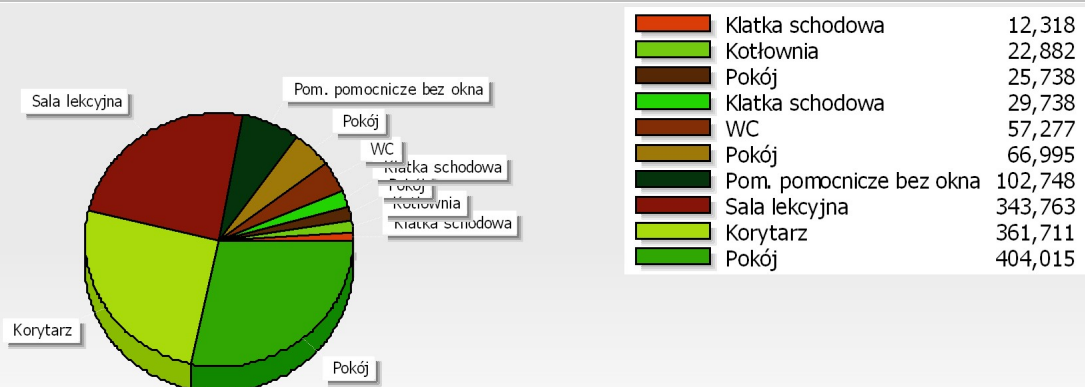 Sala lekcyjna
Pom. pomocnicze bez okna
Pokój
WC
Klatka schodowa
Pokój
Kotłownia
Klatka schodowa
Korytarz
Pokój
Klatka schodowa 12,318
Kotłownia 22,882
Pokój 25,738
Klatka schodowa 29,738
WC 57,277
Pokój 66,995
Pom. pomocnicze bez okna 102,748
Sala lekcyjna 343,763
Korytarz 361,711
Pokój 404,015